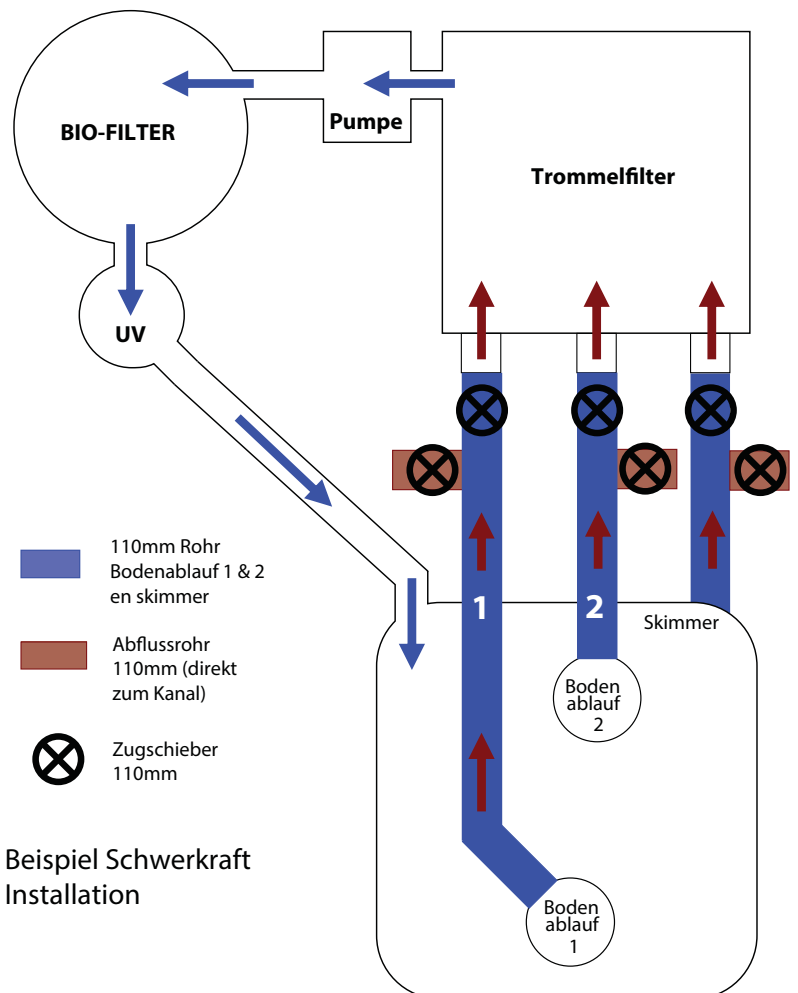 BIO-FILTER
Pumpe
Trommelfilter
UV
110mm Rohr
Bodenablauf 1 & 2
en skimmer
Abflussrohr
110mm (direkt
zum Kanal)
Zugschieber
110mm
1
2
Skimmer
Boden
ablauf
2
Boden
ablauf
1
Beispiel Schwerkraft
Installation